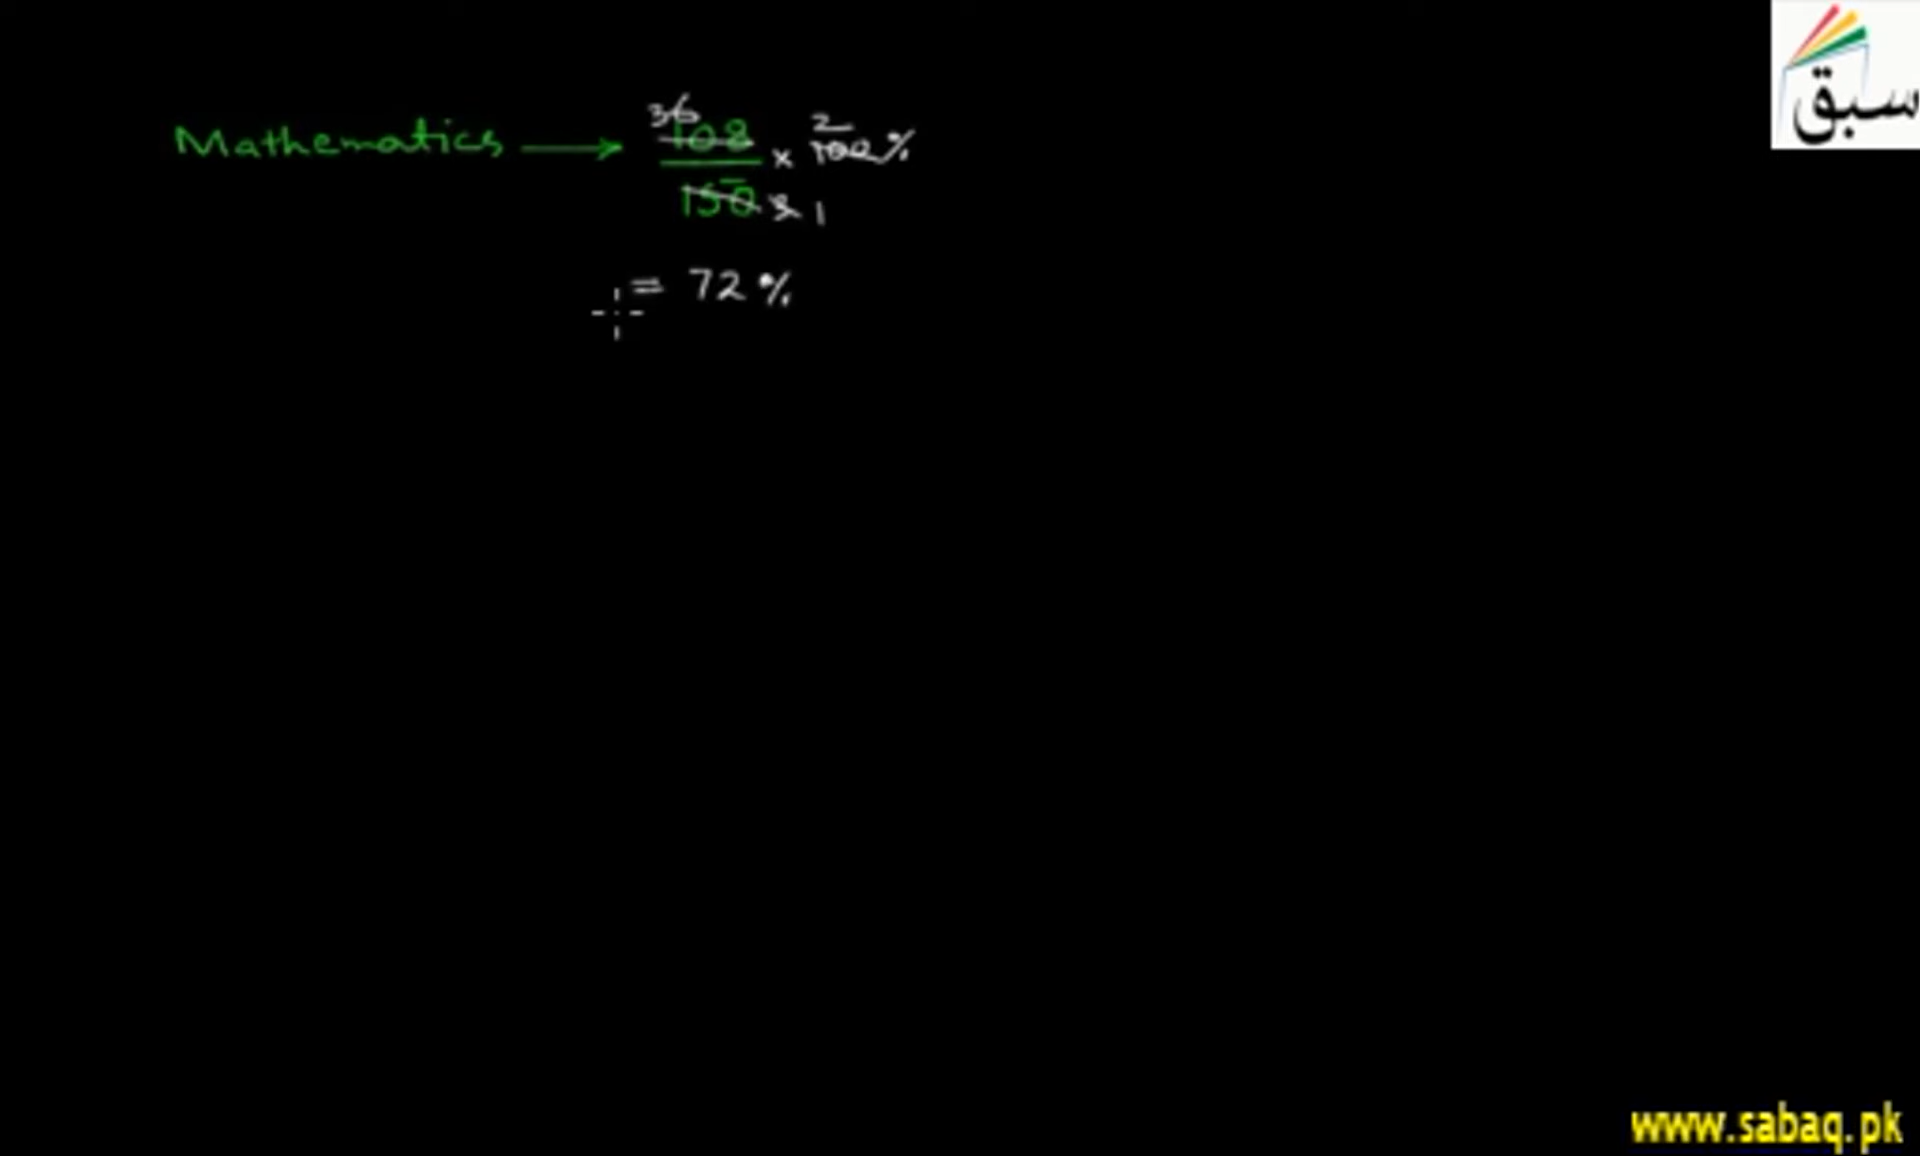 Mathematics → 36 2
108/150 × 100 %
3 1
= 72 %
سبق
www.sabaq.pk